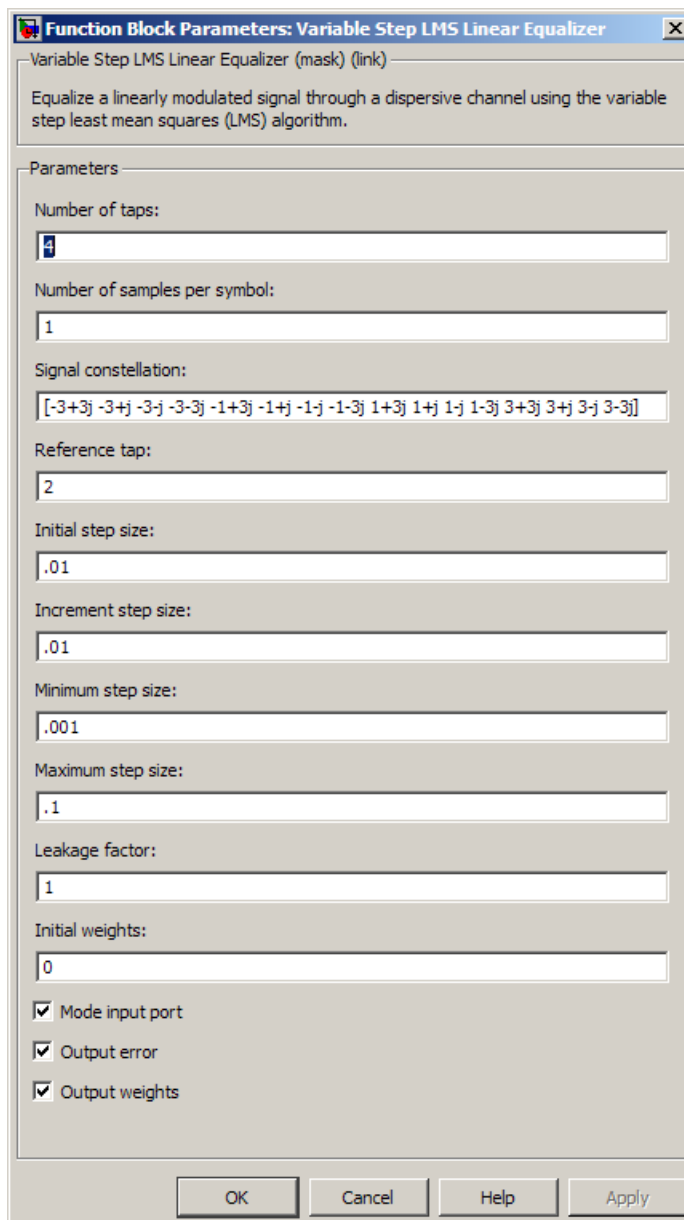 Function Block Parameters: Variable Step LMS Linear Equalizer
Variable Step LMS Linear Equalizer (mask) (link)
Equalize a linearly modulated signal through a dispersive channel using the variable
step least mean squares (LMS) algorithm.
Parameters
Number of taps:
4
Number of samples per symbol:
1
Signal constellation:
[-3+3j -3+j -3-j -3-3j -1+3j -1+j -1-j -1-3j 1+3j 1+j 1-j 1-3j 3+3j 3+j 3-j 3-3j]
Reference tap:
2
Initial step size:
.01
Increment step size:
.01
Minimum step size:
.001
Maximum step size:
.1
Leakage factor:
1
Initial weights:
0
Mode input port
Output error
Output weights
OK Cancel Help Apply